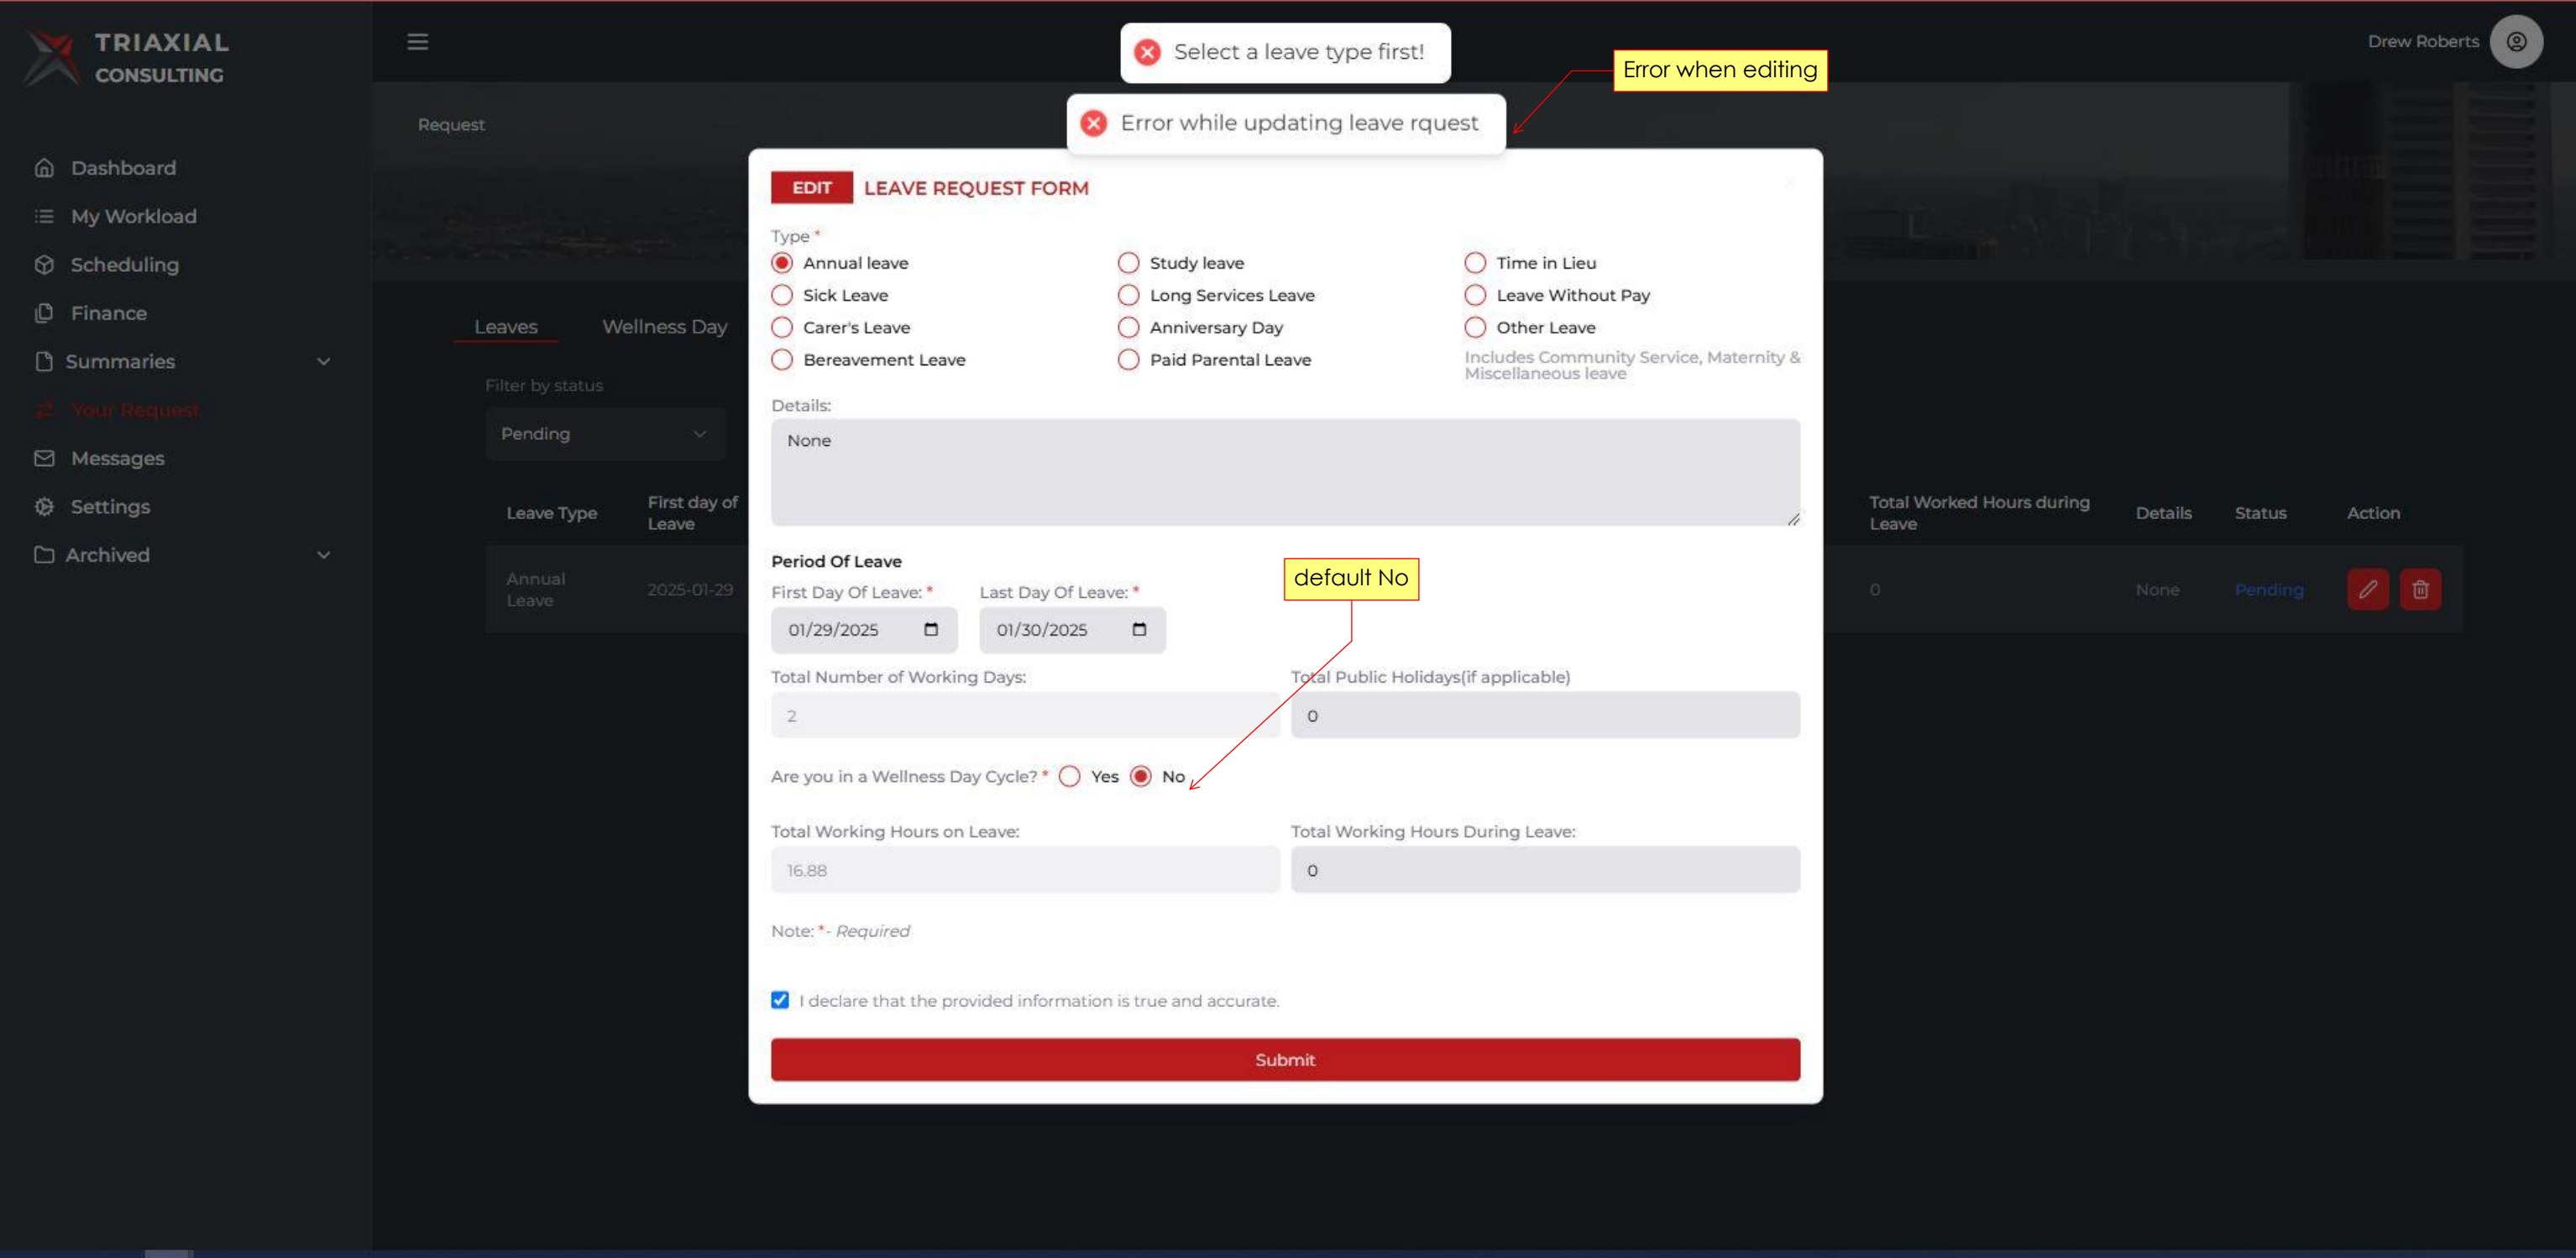 TRIAXIAL
CONSULTING
Drew Roberts
Select a leave type first!
Error when editing
Error while updating leave rquest
Request
Dashboard
My Workload
Scheduling
Finance
Summaries
Your Request
Messages
Settings
Archived
Leaves
Wellness Day
Filter by status
Pending
Leave Type
First day of
Leave
Annual
Leave
2025-01-29
EDIT
LEAVE REQUEST FORM
Type *
Annual leave
Study leave
Time in Lieu
Sick Leave
Long Services Leave
Leave Without Pay
Carer's Leave
Anniversary Day
Other Leave
Bereavement Leave
Paid Parental Leave
Includes Community Service, Maternity &
Miscellaneous leave
Details:
None
Period Of Leave
default No
First Day Of Leave: *
Last Day Of Leave: *
01/29/2025
01/30/2025
Total Number of Working Days:
Total Public Holidays(if applicable)
2
0
Are you in a Wellness Day Cycle? * Yes No
Total Working Hours on Leave:
Total Working Hours During Leave:
16.88
0
Note: *- Required
I declare that the provided information is true and accurate.
Submit
Total Worked Hours during
Leave
Details
Status
Action
0
None
Pending